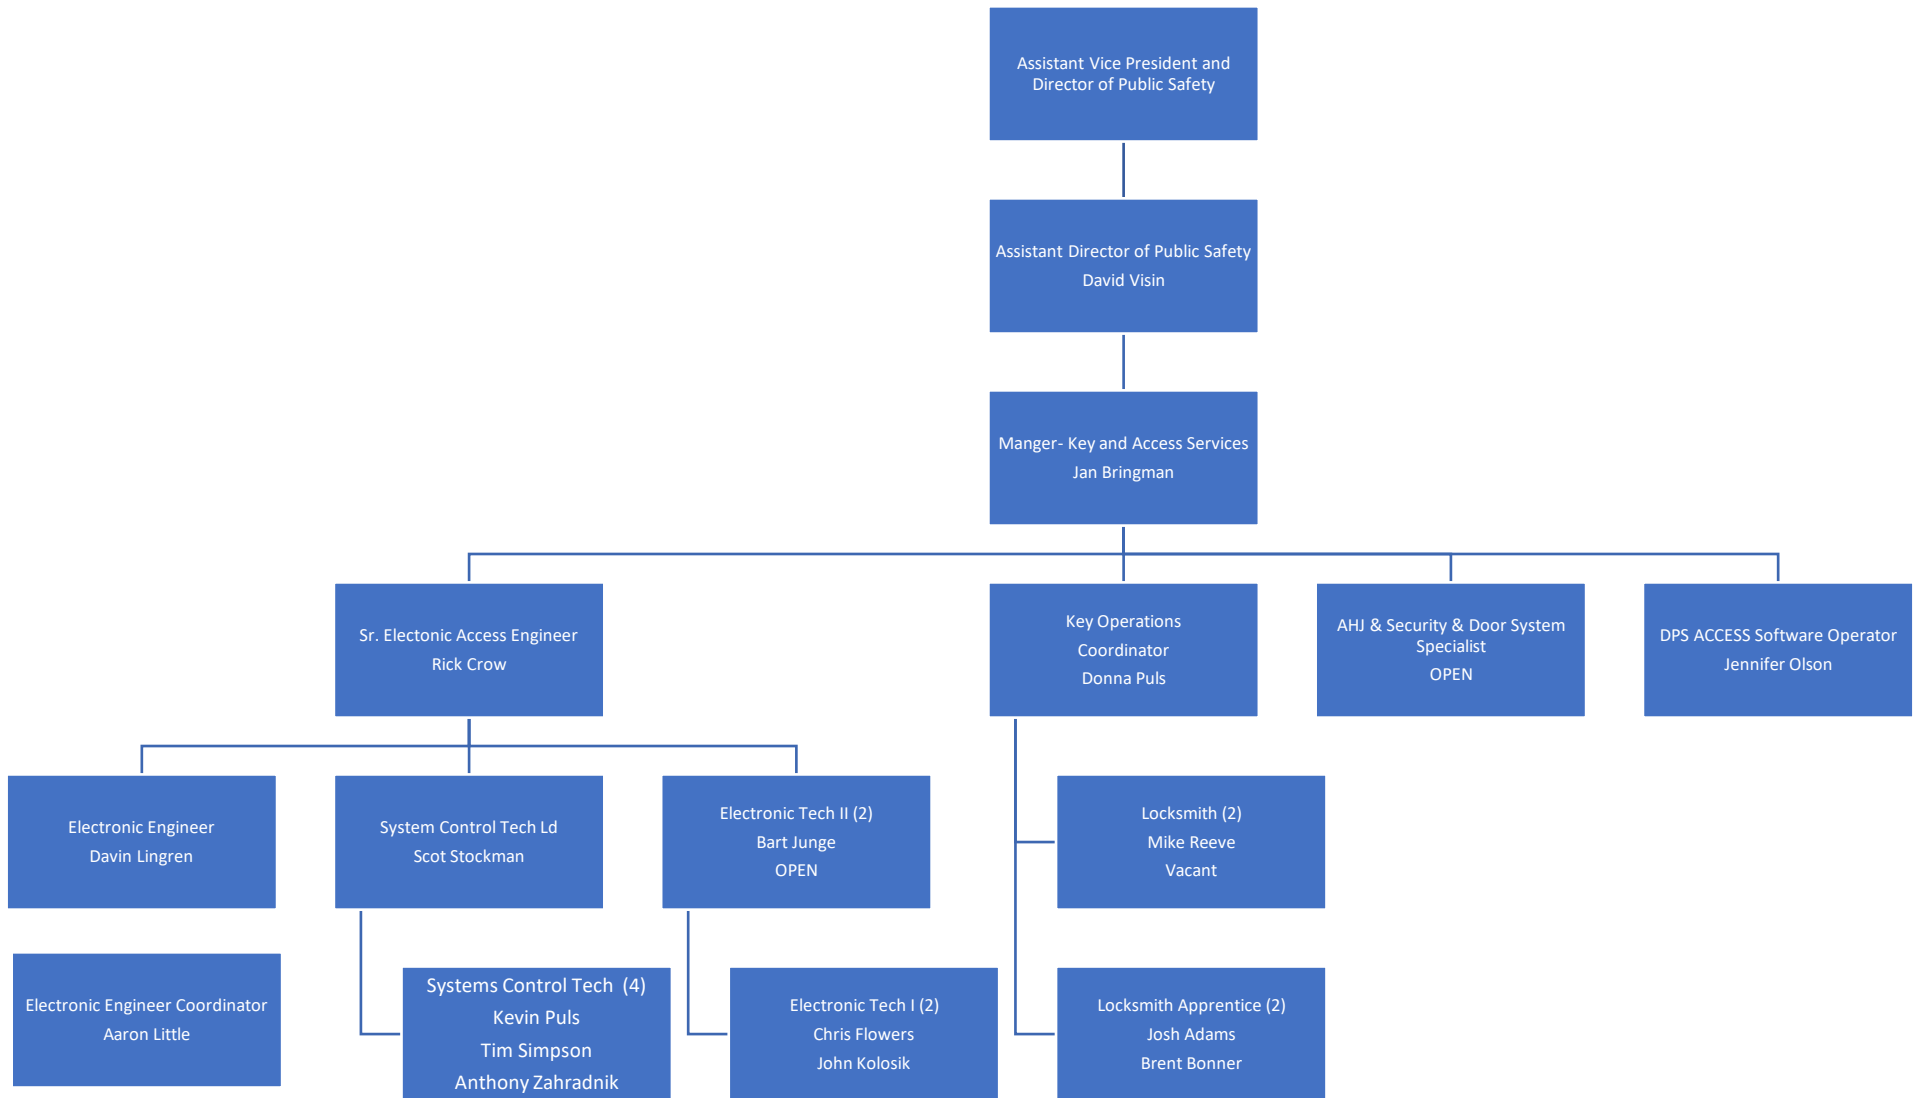 Assistant Vice President and
Director of Public Safety
Assistant Director of Public Safety
David Visin
Manger- Key and Access Services
Jan Bringman
Sr. Electonic Access Engineer
Rick Crow
Key Operations
Coordinator
Donna Puls
AHJ & Security & Door System
Specialist
OPEN
DPS ACCESS Software Operator
Jennifer Olson
Electronic Engineer
Davin Lingren
System Control Tech Ld
Scot Stockman
Electronic Tech II (2)
Bart Junge
OPEN
Locksmith (2)
Mike Reeve
Vacant
Electronic Engineer Coordinator
Aaron Little
Systems Control Tech (4)
Kevin Puls
Tim Simpson
Anthony Zahradnik
Electronic Tech I (2)
Chris Flowers
John Kolosik
Locksmith Apprentice (2)
Josh Adams
Brent Bonner